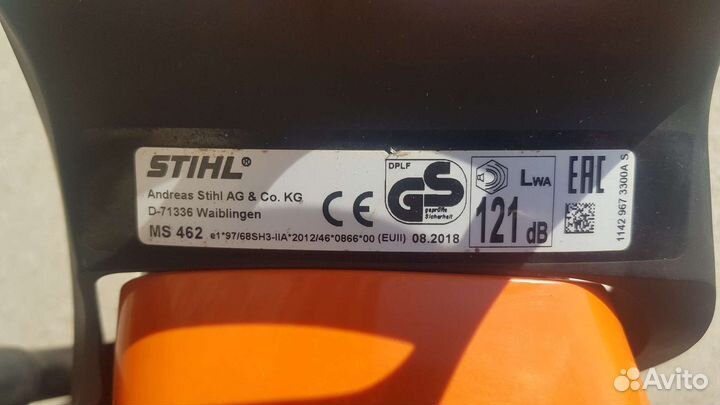 STIHL®
Andreas Stihl AG & Co. KG
D-71336 Waiblingen
MS 462 e1*97/68SH3-IIA*2012/46*0866*00 (EUII) 08.2018
CE
DPLF
GS
geprüfte
Sicherheit
LWA
121 dB
EAC
1142 967 3300A S
Avito